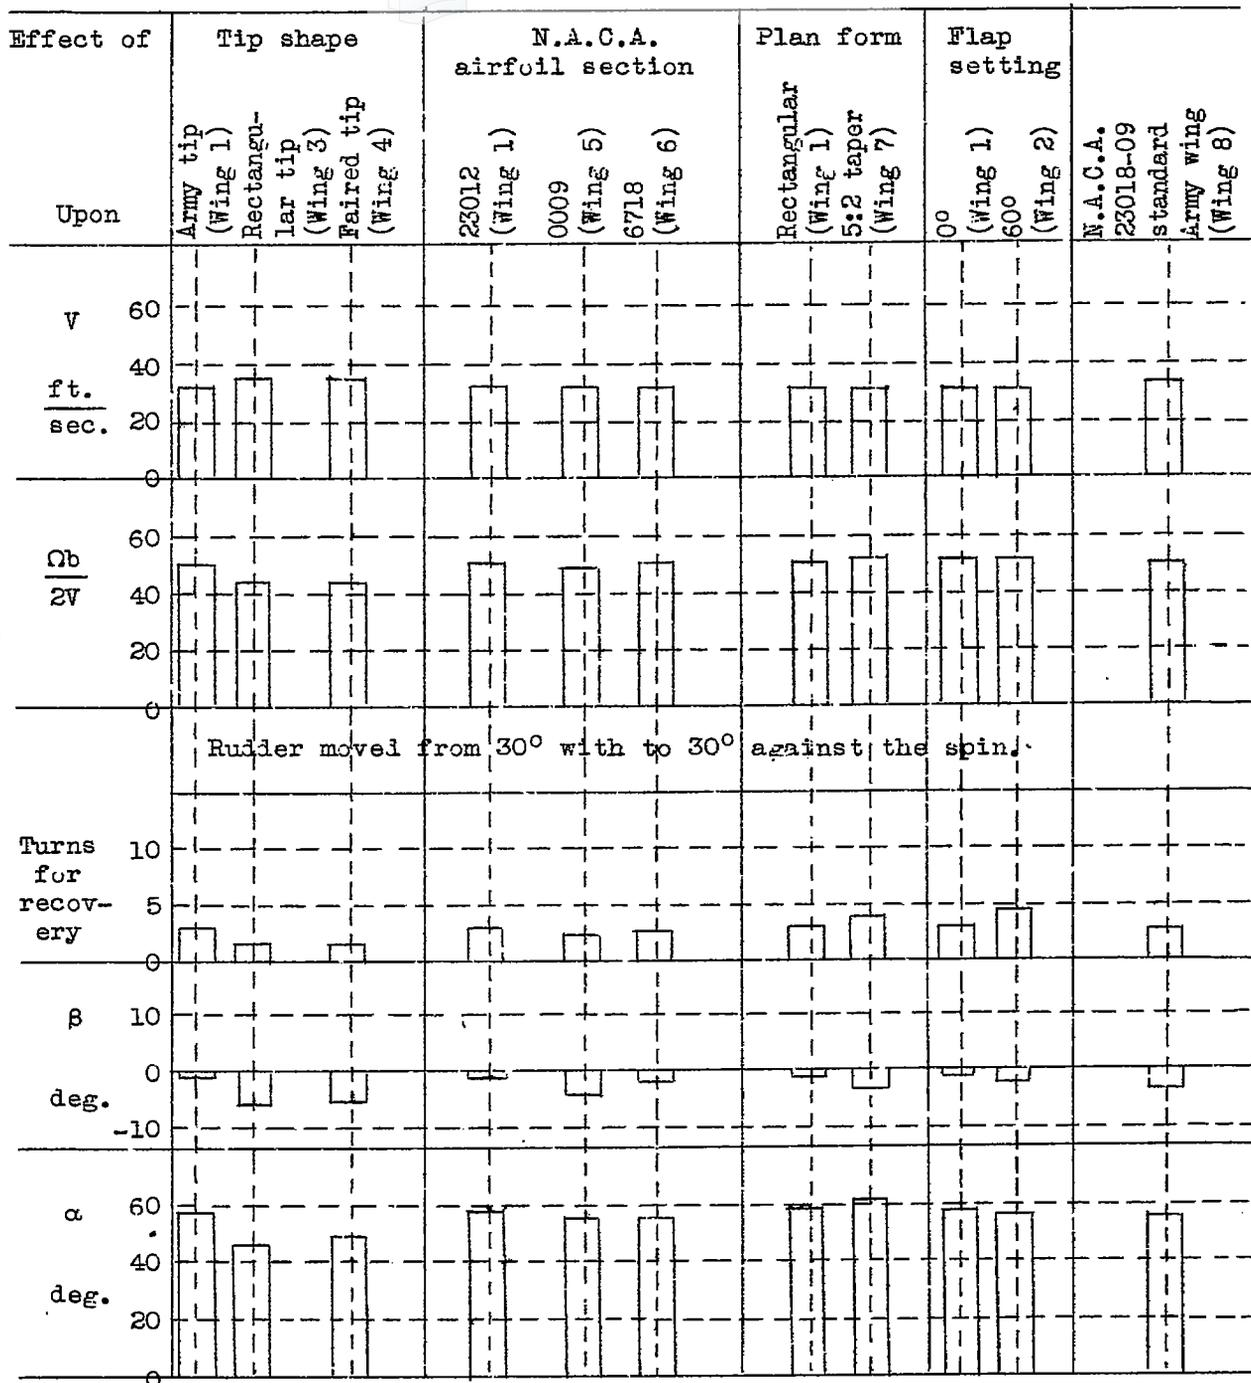 Effect of
Tip shape
N.A.C.A.
airfoil section
Plan form
Flap
setting
Upon
Army tip
(Wing 1)
Rectangu-
lar tip
(Wing 3)
Faired tip
(Wing 4)
23012
(Wing 1)
0009
(Wing 5)
6718
(Wing 6)
Rectangular
(Wing 1)
5:2 taper
(Wing 7)
0°
(Wing 1)
60°
(Wing 2)
N.A.C.A.
23018-09
standard
Army wing
(Wing 8)
V
ft.
sec.
60
40
20
0
Ωb
2V
60
40
20
0
Rudder moved from 30° with to 30° against the spin.
Turns
for
recov-
ery
10
5
0
β
deg.
10
0
-10
α
deg.
60
40
20
0